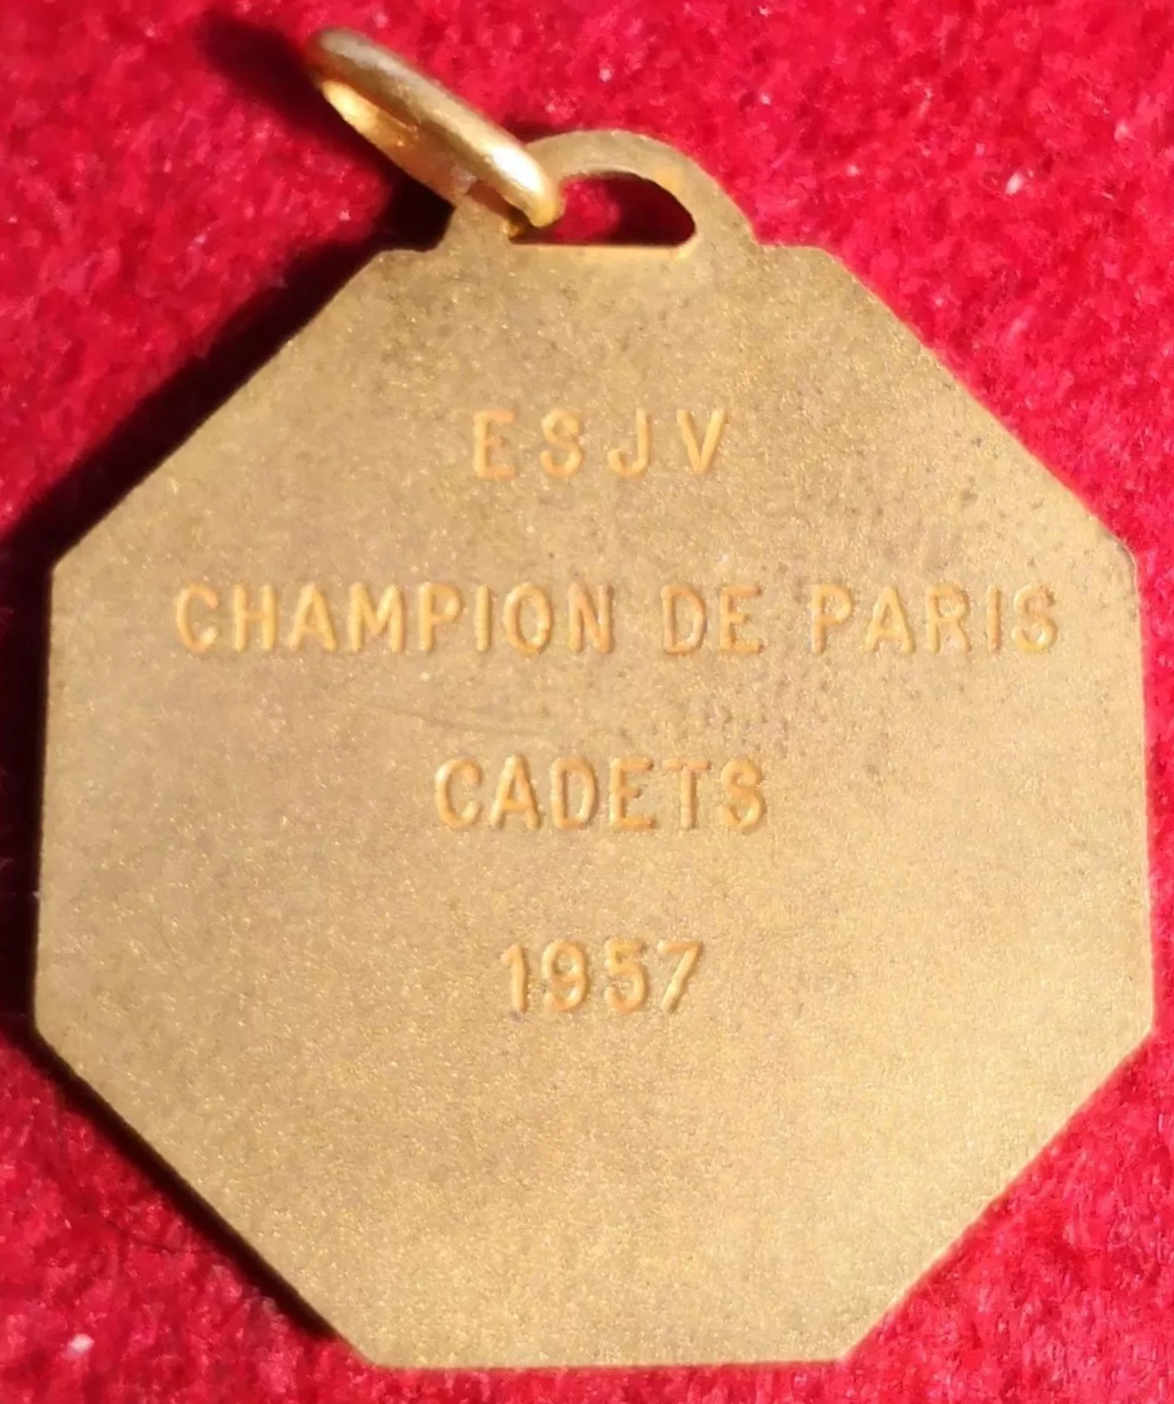 ESJV
CHAMPION DE PARIS
CADETS
1957